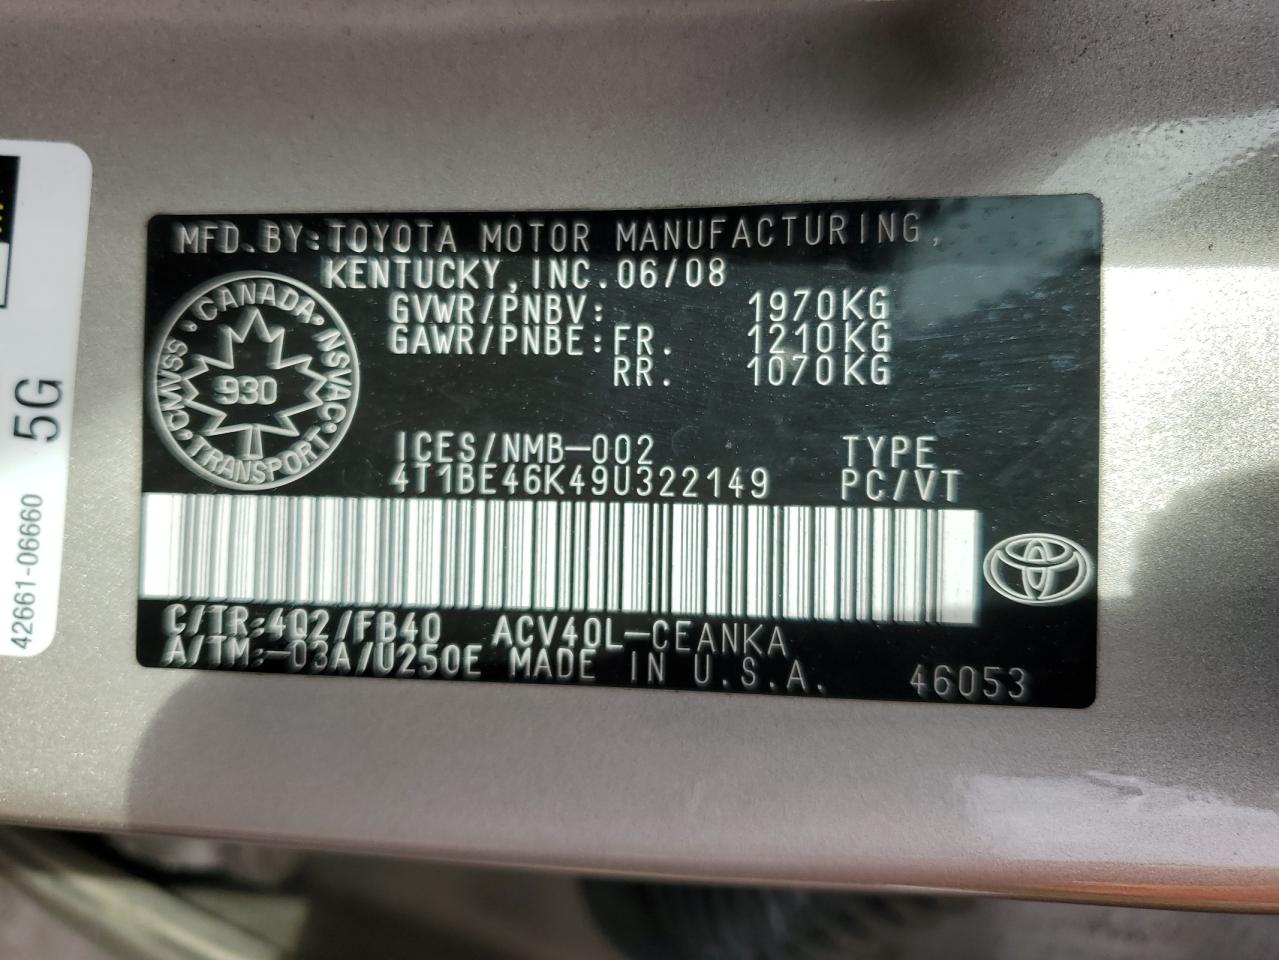 MFD.BY:TOYOTA MOTOR MANUFACTURING,
KENTUCKY,INC.06/08
GVWR/PNBV: 1970KG
GAWR/PNBE:FR. 1210KG
RR. 1070KG
CANADA·NSVAC·TRANSPORT·CMVSS·
930
ICES/NMB-002 TYPE
4T1BE46K49U322149 PC/VT
C/TR:4Q2/FB40 ACV40L-CEANKA
A/TM:-03A/U250E MADE IN U.S.A. 46053
5G
42661-06660